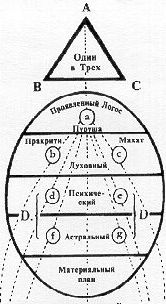 A
Один
в Трех
B C
Проявленный Логос
a
Пуруша
Пракрити. Махат
b c
Духовный
d Психиче- e
ский
D. D
f Астральный g
Материальный
план